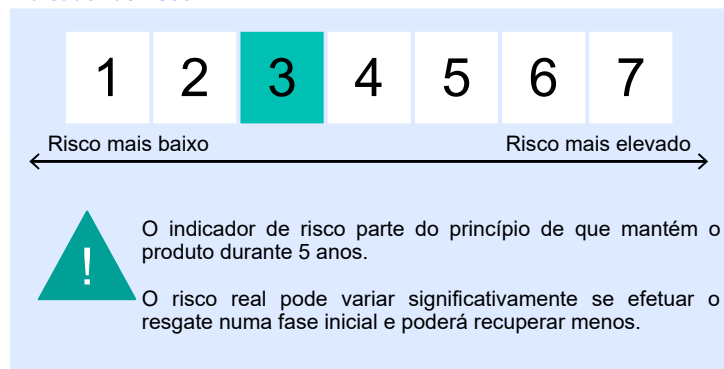 1 2 3 4 5 6 7
Risco mais baixo Risco mais elevado
!
O indicador de risco parte do princípio de que mantém o
produto durante 5 anos.
O risco real pode variar significativamente se efetuar o
resgate numa fase inicial e poderá recuperar menos.